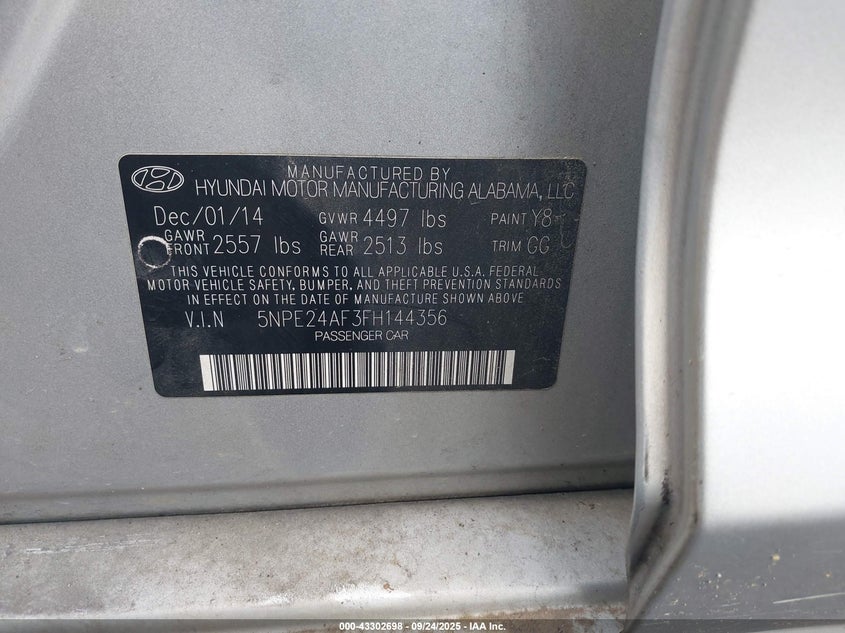 MANUFACTURED BY
HYUNDAI MOTOR MANUFACTURING ALABAMA, LLC
Dec/01/14 GVWR 4497 lbs PAINT Y8
GAWR FRONT 2557 lbs GAWR REAR 2513 lbs TRIM GG
THIS VEHICLE CONFORMS TO ALL APPLICABLE U.S.A. FEDERAL
MOTOR VEHICLE SAFETY, BUMPER, AND THEFT PREVENTION STANDARDS
IN EFFECT ON THE DATE OF MANUFACTURE SHOWN ABOVE
V.I.N 5NPE24AF3FH144356
PASSENGER CAR
000-43302698 - 09/24/2025 - IAA Inc.